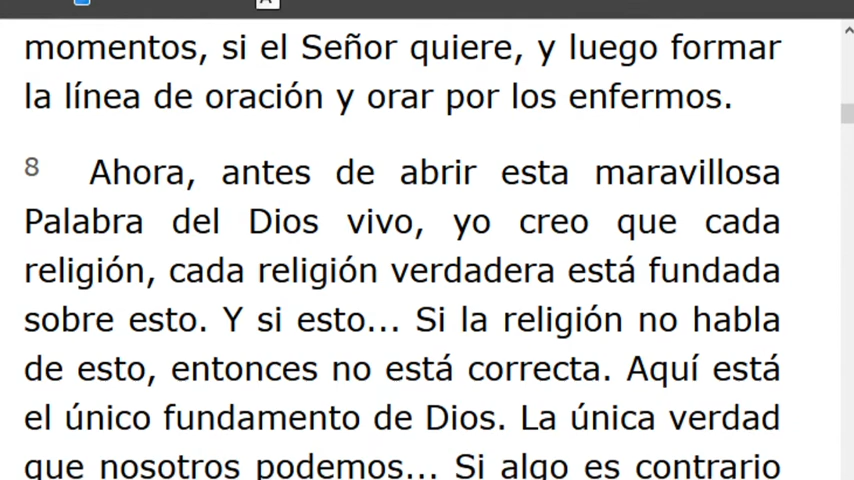 momentos, si el Señor quiere, y luego formar
la línea de oración y orar por los enfermos.
8 Ahora, antes de abrir esta maravillosa
Palabra del Dios vivo, yo creo que cada
religión, cada religión verdadera está fundada
sobre esto. Y si esto... Si la religión no habla
de esto, entonces no está correcta. Aquí está
el único fundamento de Dios. La única verdad
que nosotros podemos... Si algo es contrario